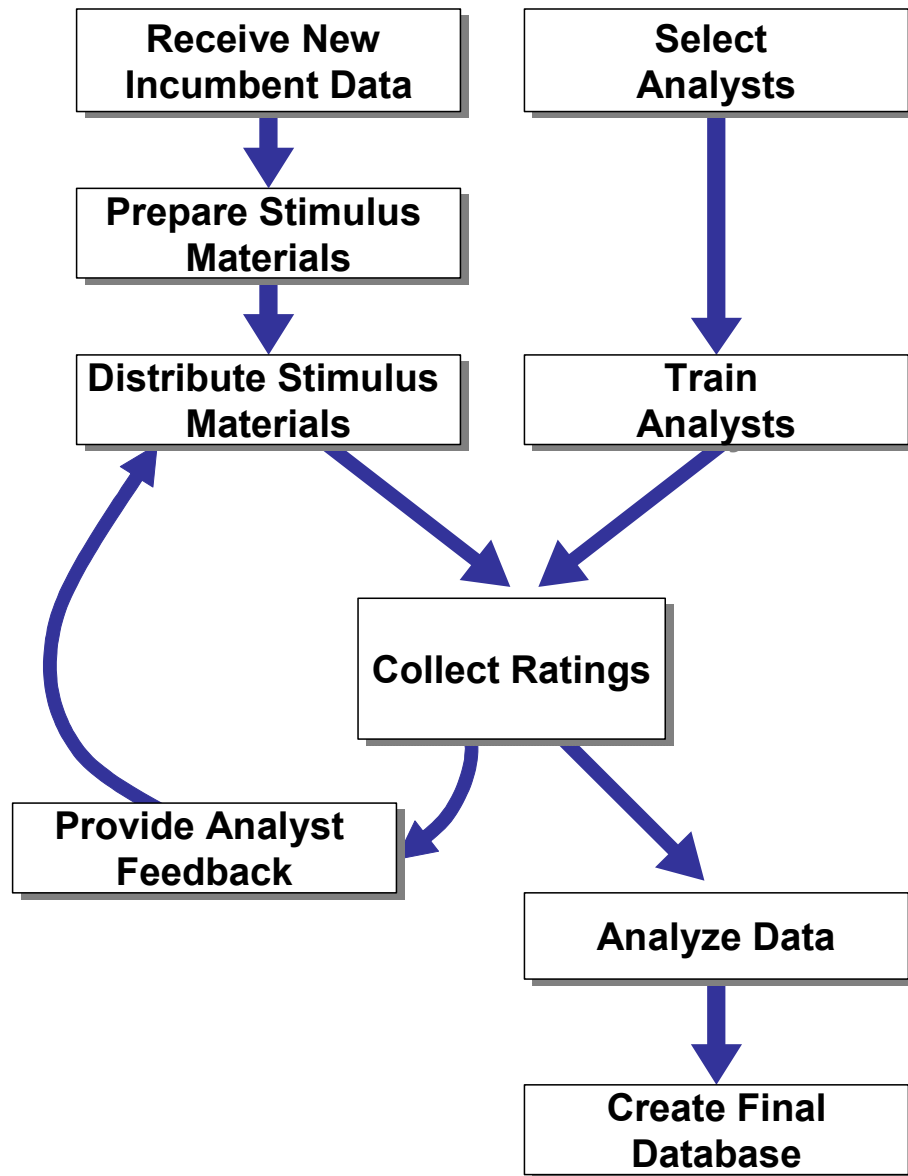 Receive New
Incumbent Data
Select
Analysts
Prepare Stimulus
Materials
Distribute Stimulus
Materials
Train
Analysts
Collect Ratings
Provide Analyst
Feedback
Analyze Data
Create Final
Database